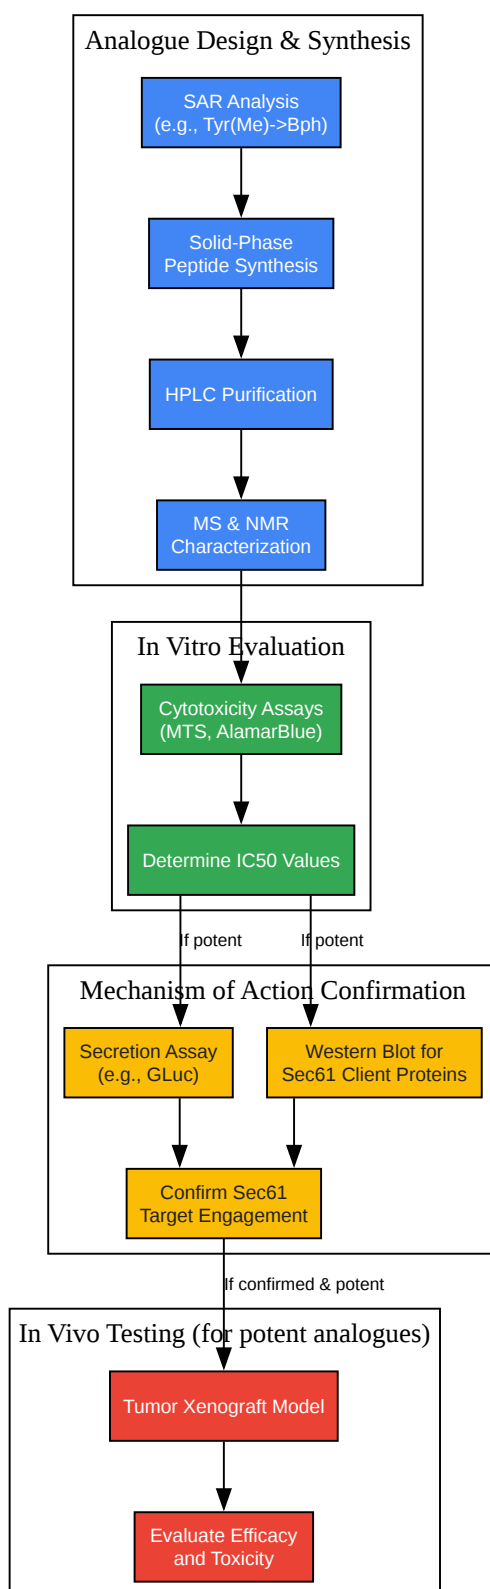 Analogue Design & Synthesis
SAR Analysis
(e.g., Tyr(Me)->Bph)
Solid-Phase
Peptide Synthesis
HPLC Purification
MS & NMR
Characterization
In Vitro Evaluation
Cytotoxicity Assays
(MTS, AlamarBlue)
Determine IC50 Values
If potent
If potent
Mechanism of Action Confirmation
Secretion Assay
(e.g., GLuc)
Western Blot for
Sec61 Client Proteins
Confirm Sec61
Target Engagement
If confirmed & potent
In Vivo Testing (for potent analogues)
Tumor Xenograft Model
Evaluate Efficacy
and Toxicity